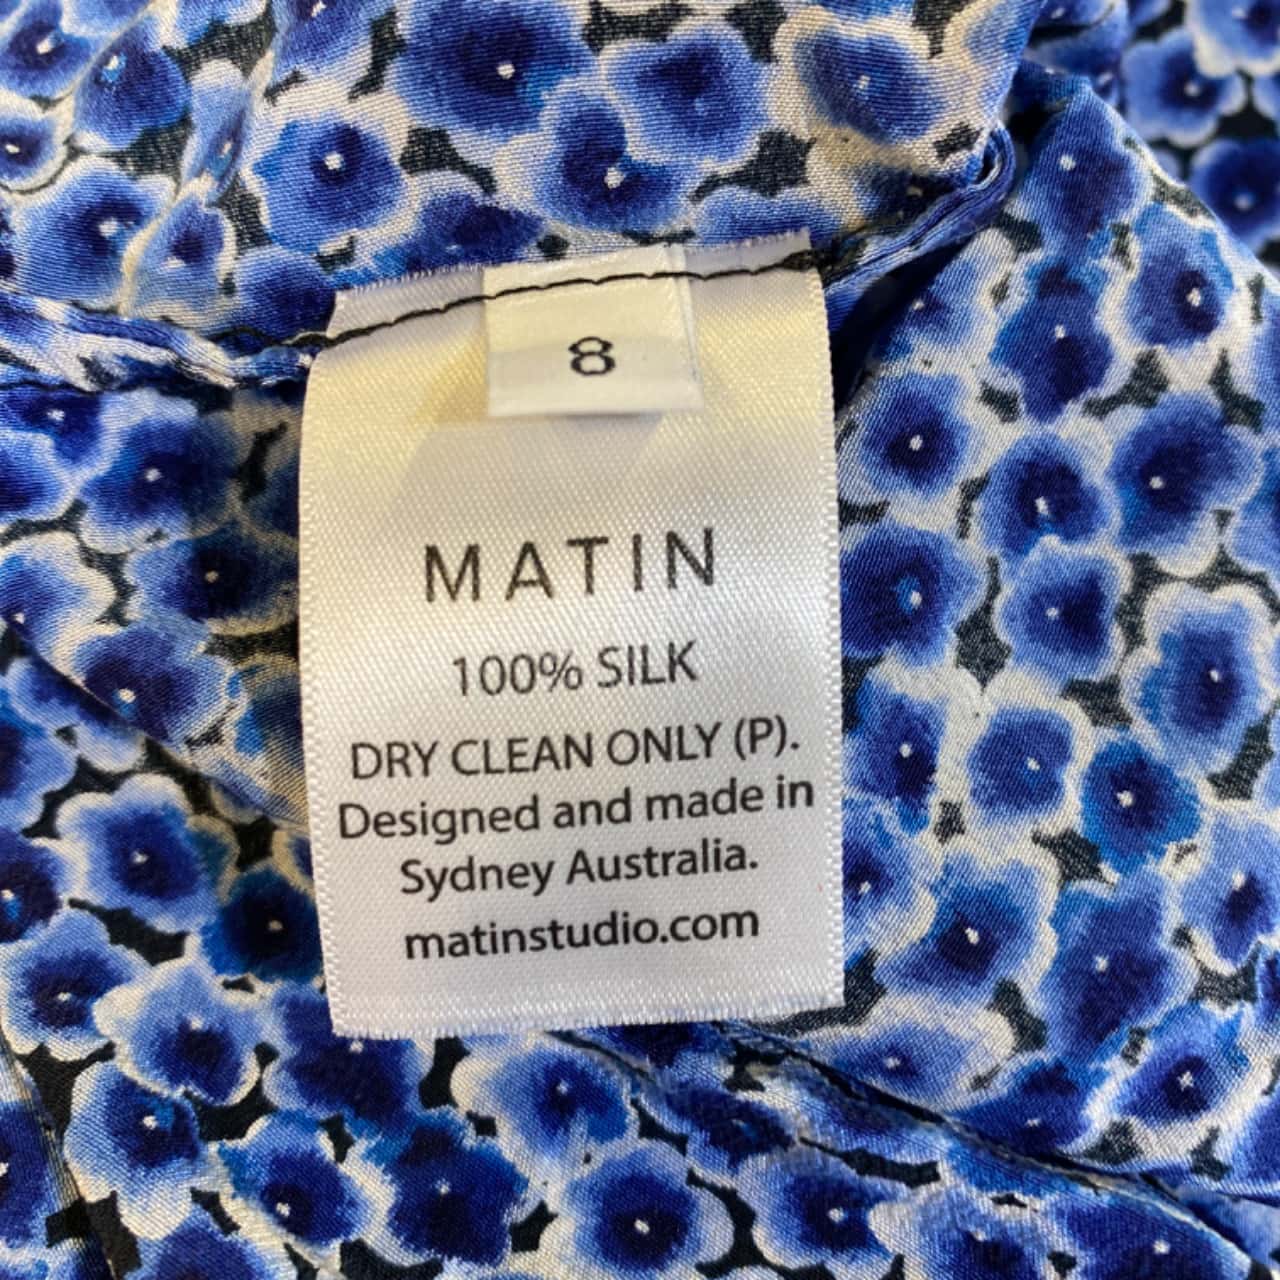 8
MATIN
100% SILK
DRY CLEAN ONLY (P).
Designed and made in
Sydney Australia.
matinstudio.com